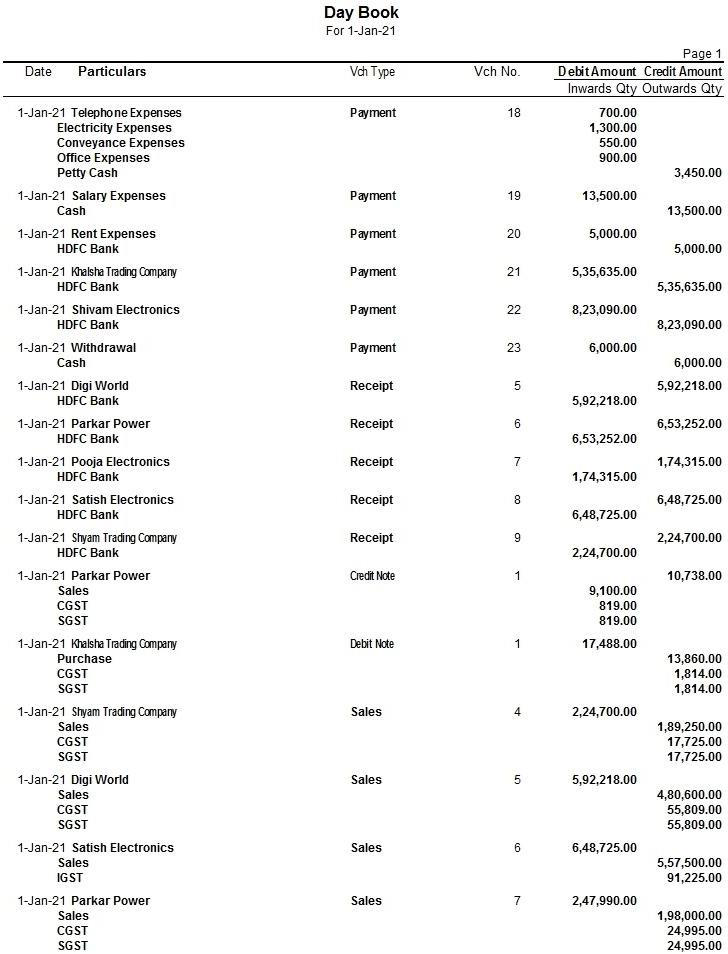 Day Book
For 1-Jan-21
Page 1
Date Particulars Vch Type Vch No. Debit Amount Credit Amount
Inwards Qty Outwards Qty
1-Jan-21 Telephone Expenses Payment 18 700.00
Electricity Expenses 1,300.00
Conveyance Expenses 550.00
Office Expenses 900.00
Petty Cash 3,450.00
1-Jan-21 Salary Expenses Payment 19 13,500.00
Cash 13,500.00
1-Jan-21 Rent Expenses Payment 20 5,000.00
HDFC Bank 5,000.00
1-Jan-21 Khalsha Trading Company Payment 21 5,35,635.00
HDFC Bank 5,35,635.00
1-Jan-21 Shivam Electronics Payment 22 8,23,090.00
HDFC Bank 8,23,090.00
1-Jan-21 Withdrawal Payment 23 6,000.00
Cash 6,000.00
1-Jan-21 Digi World Receipt 5 5,92,218.00
HDFC Bank 5,92,218.00
1-Jan-21 Parkar Power Receipt 6 6,53,252.00
HDFC Bank 6,53,252.00
1-Jan-21 Pooja Electronics Receipt 7 1,74,315.00
HDFC Bank 1,74,315.00
1-Jan-21 Satish Electronics Receipt 8 6,48,725.00
HDFC Bank 6,48,725.00
1-Jan-21 Shyam Trading Company Receipt 9 2,24,700.00
HDFC Bank 2,24,700.00
1-Jan-21 Parkar Power Credit Note 1 10,738.00
Sales 9,100.00
CGST 819.00
SGST 819.00
1-Jan-21 Khalsha Trading Company Debit Note 1 17,488.00
Purchase 13,860.00
CGST 1,814.00
SGST 1,814.00
1-Jan-21 Shyam Trading Company Sales 4 2,24,700.00
Sales 1,89,250.00
CGST 17,725.00
SGST 17,725.00
1-Jan-21 Digi World Sales 5 5,92,218.00
Sales 4,80,600.00
CGST 55,809.00
SGST 55,809.00
1-Jan-21 Satish Electronics Sales 6 6,48,725.00
Sales 5,57,500.00
IGST 91,225.00
1-Jan-21 Parkar Power Sales 7 2,47,990.00
Sales 1,98,000.00
CGST 24,995.00
SGST 24,995.00